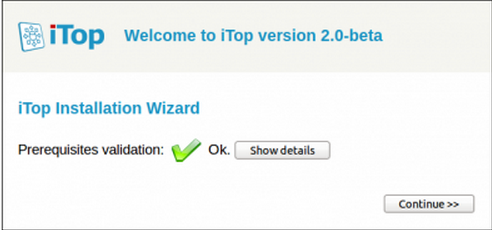 iTop Welcome to iTop version 2.0-beta
iTop Installation Wizard
Prerequisites validation: Ok. Show details
Continue >>